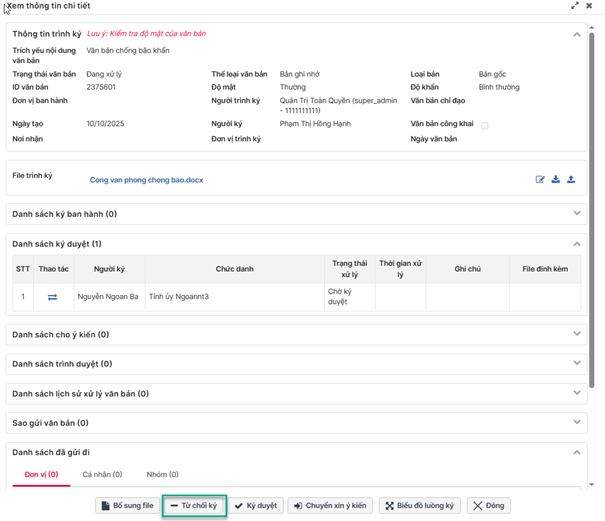 Xem thông tin chi tiết
Thông tin trình ký Lưu ý: Kiểm tra độ mật của văn bản
Trích yếu nội dung văn bản Văn bản chống bão khẩn
Trạng thái văn bản Đang xử lý Thể loại văn bản Bản ghi nhớ Loại bản Bản gốc
ID văn bản 2375601 Độ mật Thường Độ khẩn Bình thường
Đơn vị ban hành Người trình ký Quản Trị Toàn Quyền (super_admin - 1111111111) Văn bản chỉ đạo
Ngày tạo 10/10/2025 Người ký Phạm Thị Hồng Hạnh Văn bản công khai
Nơi nhận Đơn vị trình ký Ngày văn bản
File trình ký Cong van phong chong bao.docx
Danh sách ký ban hành (0)
Danh sách ký duyệt (1)
STT Thao tác Người ký Chức danh Trạng thái xử lý Thời gian xử lý Ghi chú File đính kèm
1 Nguyễn Ngoan Ba Tỉnh ủy Ngoannt3 Chờ ký duyệt
Danh sách cho ý kiến (0)
Danh sách trình duyệt (0)
Danh sách lịch sử xử lý văn bản (0)
Sao gửi văn bản (0)
Danh sách đã gửi đi
Đơn vị (0) Cá nhân (0) Nhóm (0)
Bổ sung file Từ chối ký Ký duyệt Chuyển xin ý kiến Biểu đồ luồng ký Đóng